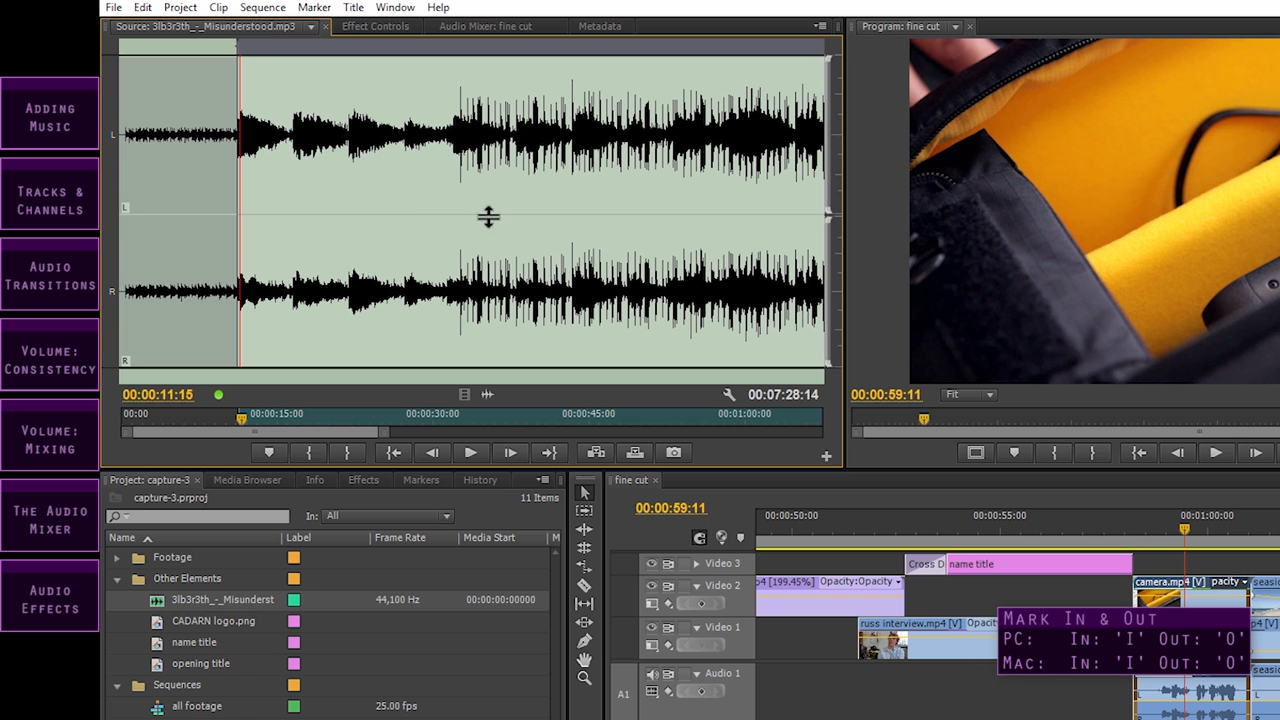 File Edit Project Clip Sequence Marker Title Window Help
Source: 3lb3r3th_-_Misunderstood.mp3 Effect Controls Audio Mixer: fine cut Metadata
Program: fine cut
Adding
Music
Tracks &
Channels
Audio
Transitions
Volume:
Consistency
Volume:
Mixing
The Audio
Mixer
Audio
Effects
L
L
R
R
00:00:11:15
00:07:28:14
00:00 00:00:15:00 00:00:30:00 00:00:45:00 00:01:00:00
00:00:59:11 Fit
Project: capture-3 Media Browser Info Effects Markers History
capture-3.prproj 11 Items
In: All
Name Label Frame Rate Media Start M
Footage
Other Elements
3lb3r3th_-_Misunderst 44,100 Hz 00:00:00:00000
CADARN logo.png
name title
opening title
Sequences
all footage 25.00 fps
fine cut
00:00:59:11
00:00:50:00 00:00:55:00 00:01:00:00
Video 3 Cross D name title
Video 2 p4 [199.45%] Opacity:Opacity camera.mp4 [V] pacity seasi
Video 1 russ interview.mp4 [V] Opaci
Audio 1
A1
L
Mark In & Out
PC: In: 'I' Out: 'O'
Mac: In: 'I' Out: 'O'